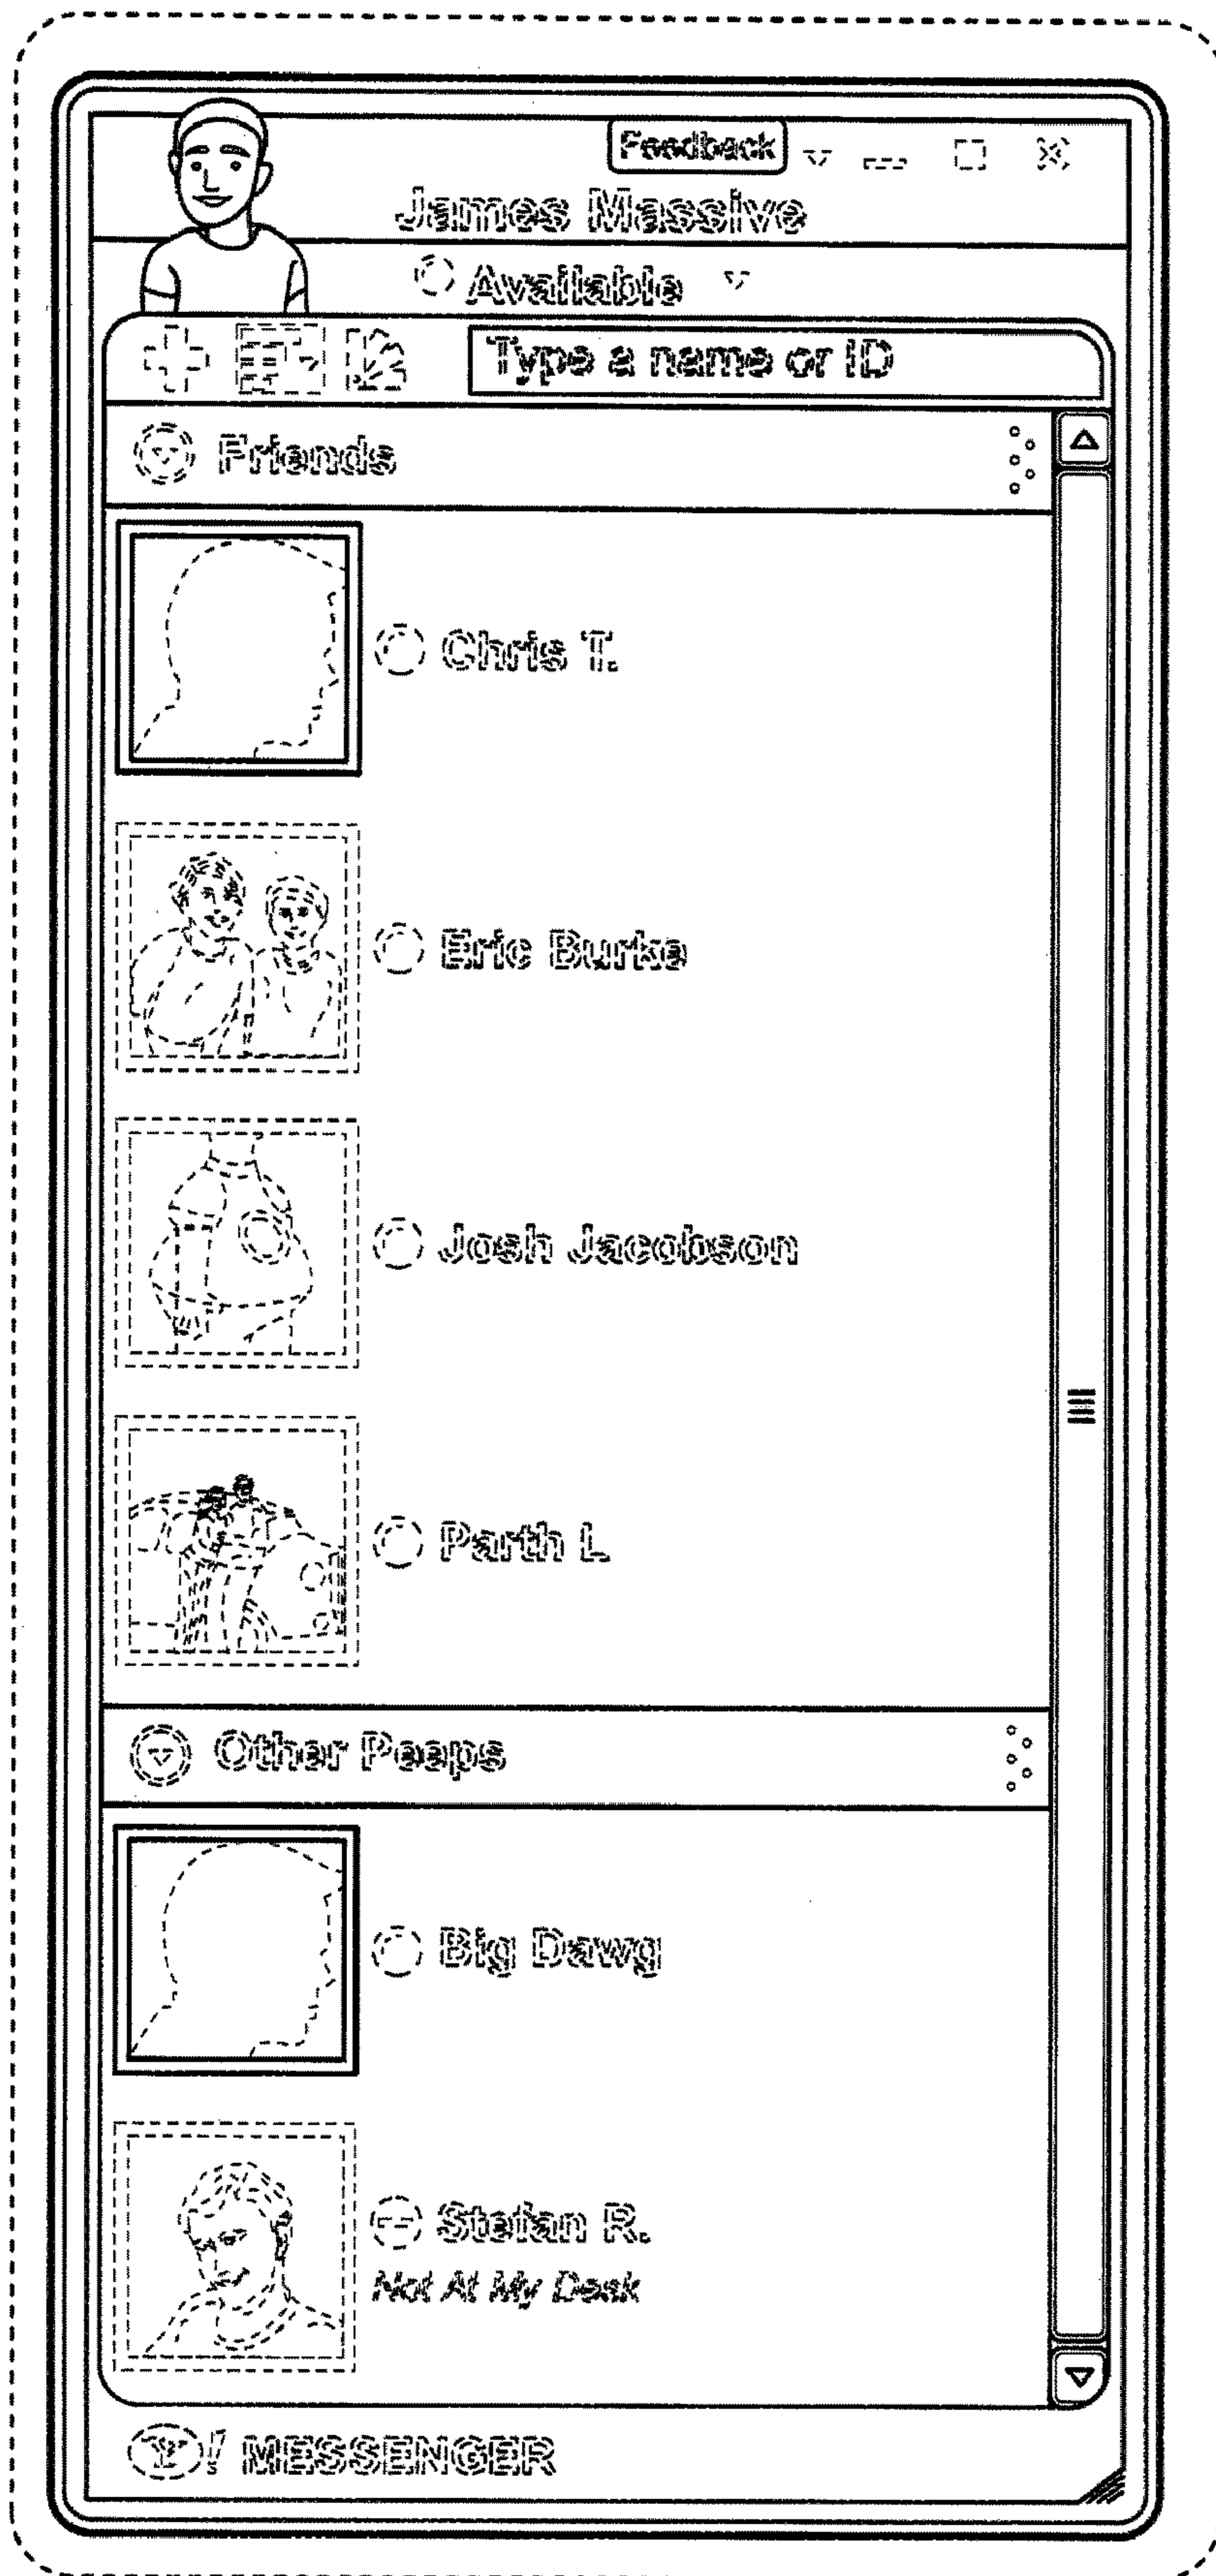 Feedback
James Massive
Available
Type a name or ID
Friends
Chris T.
Eric Burke
Josh Jacobson
Parth L
Other Peeps
Big Dawg
Stefan R.
Not At My Desk
Y! MESSENGER